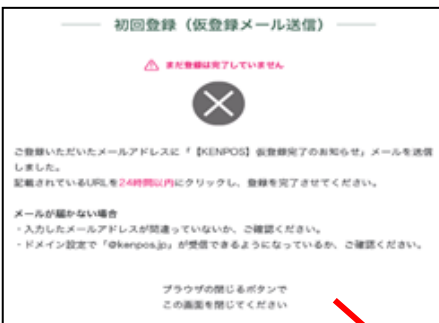 初回登録（仮登録メール送信）
まだ登録は完了していません
ご登録いただいたメールアドレスに「【KENPOS】仮登録完了のお知らせ」メールを送信
しました。
記載されているURLを24時間以内にクリックし、登録を完了させてください。
メールが届かない場合
・入力したメールアドレスが間違っていないか、ご確認ください。
・ドメイン設定で「@kenpos.jp」が受信できるようになっているか、ご確認ください。
ブラウザの閉じるボタンで
この画面を閉じてください